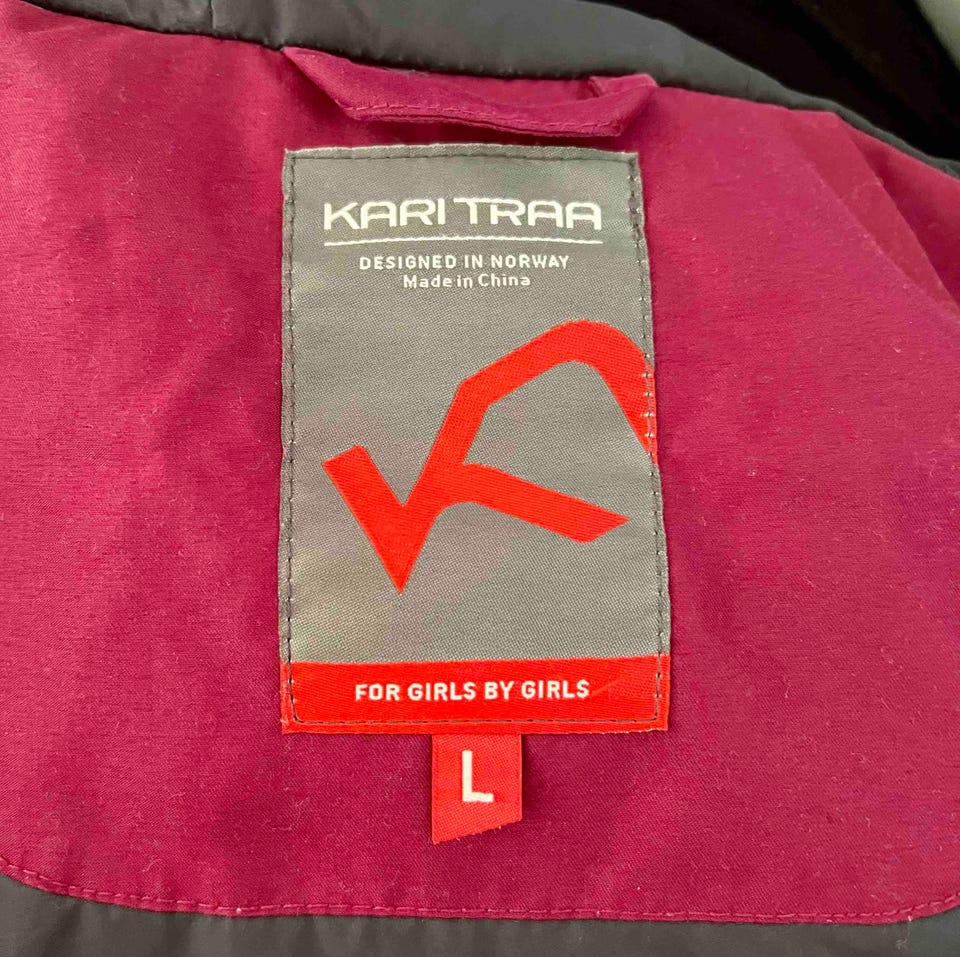 KARI TRAA
DESIGNED IN NORWAY
Made in China
FOR GIRLS BY GIRLS
L